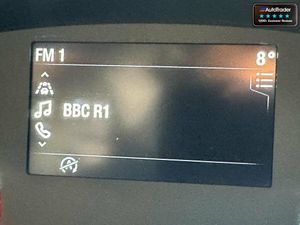 AutoTrader
FM 1
8°
BBC R1